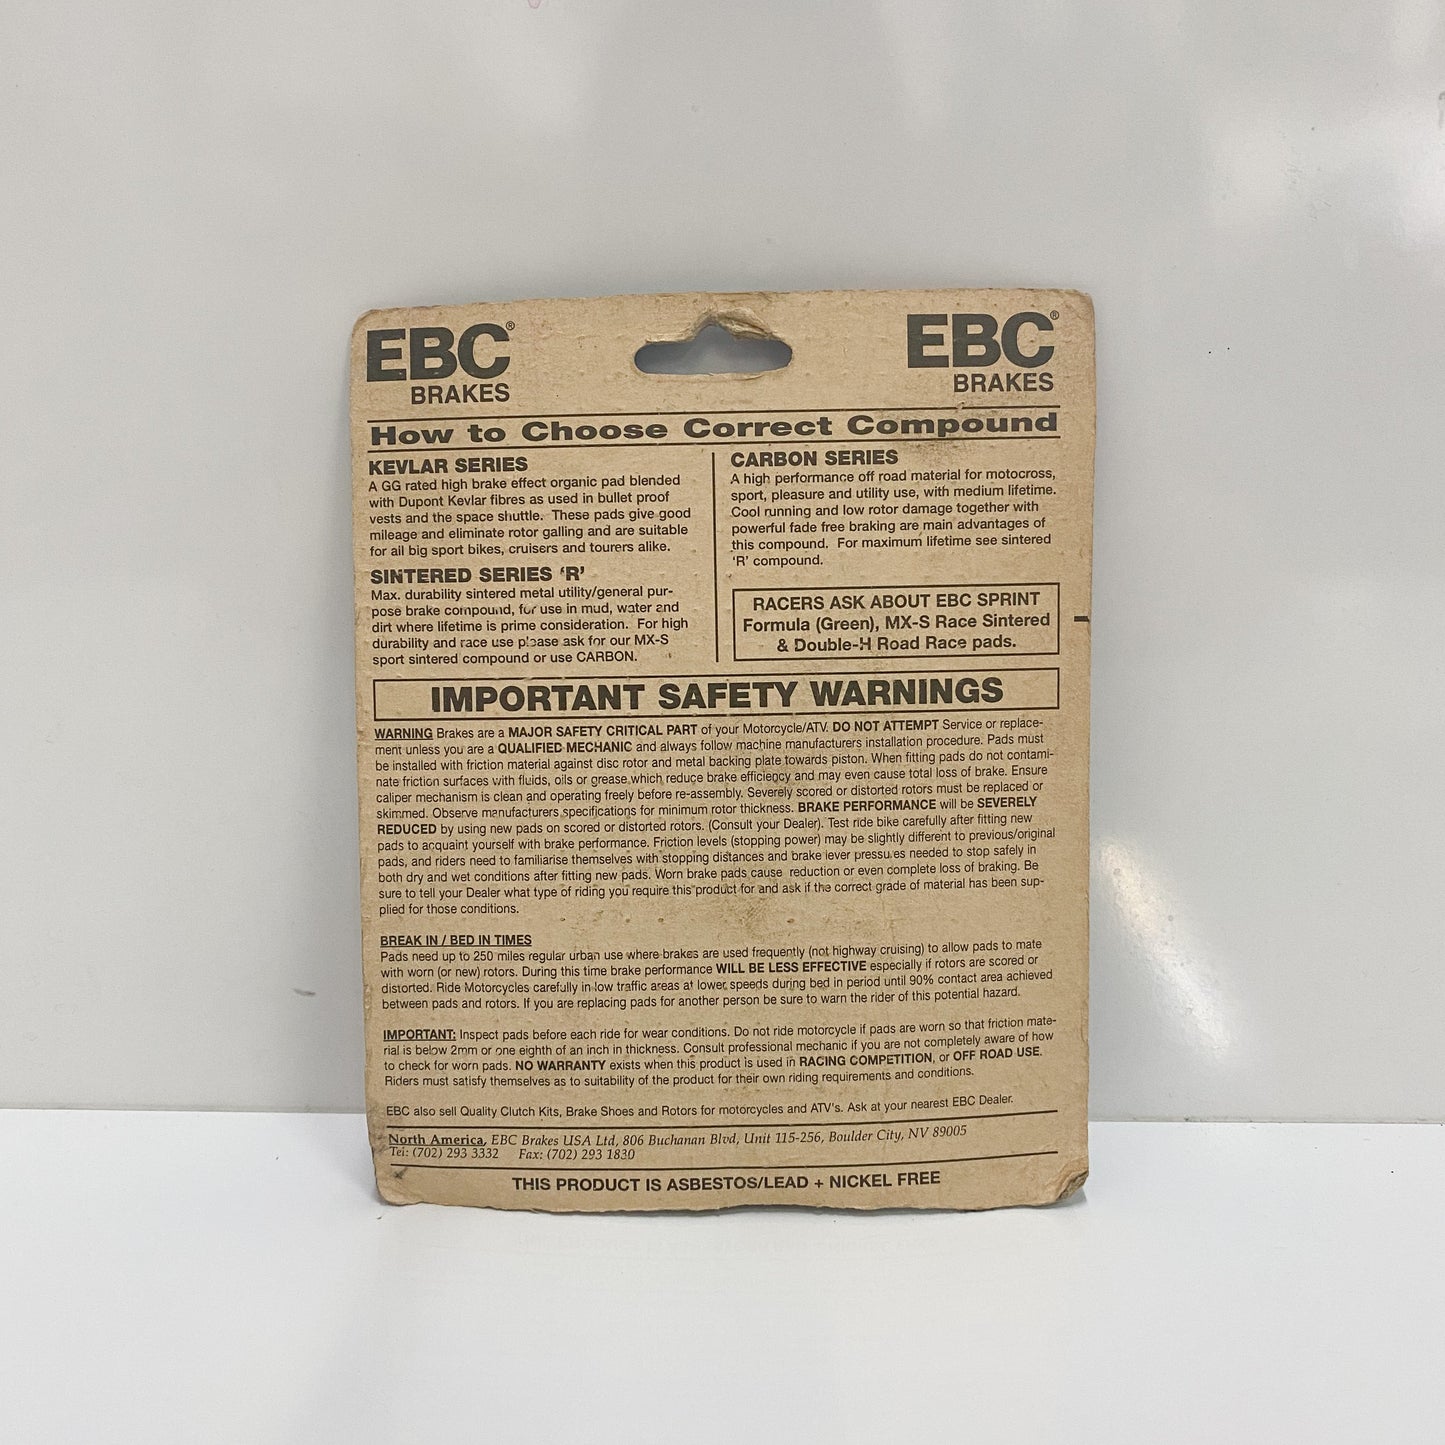 EBC®
BRAKES
EBC®
BRAKES
How to Choose Correct Compound
KEVLAR SERIES
A GG rated high brake effect organic pad blended
with Dupont Kevlar fibres as used in bullet proof
vests and the space shuttle. These pads give good
mileage and eliminate rotor galling and are suitable
for all big sport bikes, cruisers and tourers alike.
SINTERED SERIES ‘R’
Max. durability sintered metal utility/general pur-
pose brake compound, for use in mud, water and
dirt where lifetime is prime consideration. For high
durability and race use please ask for our MX-S
sport sintered compound or use CARBON.
CARBON SERIES
A high performance off road material for motocross,
sport, pleasure and utility use, with medium lifetime.
Cool running and low rotor damage together with
powerful fade free braking are main advantages of
this compound. For maximum lifetime see sintered
‘R’ compound.
RACERS ASK ABOUT EBC SPRINT
Formula (Green), MX-S Race Sintered
& Double-H Road Race pads.
IMPORTANT SAFETY WARNINGS
WARNING Brakes are a MAJOR SAFETY CRITICAL PART of your Motorcycle/ATV. DO NOT ATTEMPT Service or replace-
ment unless you are a QUALIFIED MECHANIC and always follow machine manufacturers installation procedure. Pads must
be installed with friction material against disc rotor and metal backing plate towards piston. When fitting pads do not contami-
nate friction surfaces with fluids, oils or grease which reduce brake efficiency and may even cause total loss of brake. Ensure
caliper mechanism is clean and operating freely before re-assembly. Severely scored or distorted rotors must be replaced or
skimmed. Observe manufacturers specifications for minimum rotor thickness. BRAKE PERFORMANCE will be SEVERELY
REDUCED by using new pads on scored or distorted rotors. (Consult your Dealer). Test ride bike carefully after fitting new
pads to acquaint yourself with brake performance. Friction levels (stopping power) may be slightly different to previous/original
pads, and riders need to familiarise themselves with stopping distances and brake lever pressures needed to stop safely in
both dry and wet conditions after fitting new pads. Worn brake pads cause reduction or even complete loss of braking. Be
sure to tell your Dealer what type of riding you require this product for and ask if the correct grade of material has been sup-
plied for those conditions.
BREAK IN / BED IN TIMES
Pads need up to 250 miles regular urban use where brakes are used frequently (not highway cruising) to allow pads to mate
with worn (or new) rotors. During this time brake performance WILL BE LESS EFFECTIVE especially if rotors are scored or
distorted. Ride Motorcycles carefully in low traffic areas at lower speeds during bed in period until 90% contact area achieved
between pads and rotors. If you are replacing pads for another person be sure to warn the rider of this potential hazard.
IMPORTANT: Inspect pads before each ride for wear conditions. Do not ride motorcycle if pads are worn so that friction mate-
rial is below 2mm or one eighth of an inch in thickness. Consult professional mechanic if you are not completely aware of how
to check for worn pads. NO WARRANTY exists when this product is used in RACING COMPETITION, or OFF ROAD USE.
Riders must satisfy themselves as to suitability of the product for their own riding requirements and conditions.
EBC also sell Quality Clutch Kits, Brake Shoes and Rotors for motorcycles and ATV's. Ask at your nearest EBC Dealer.
North America, EBC Brakes USA Ltd, 806 Buchanan Blvd, Unit 115-256, Boulder City, NV 89005
Tel: (702) 293 3332 Fax: (702) 293 1830
THIS PRODUCT IS ASBESTOS/LEAD + NICKEL FREE